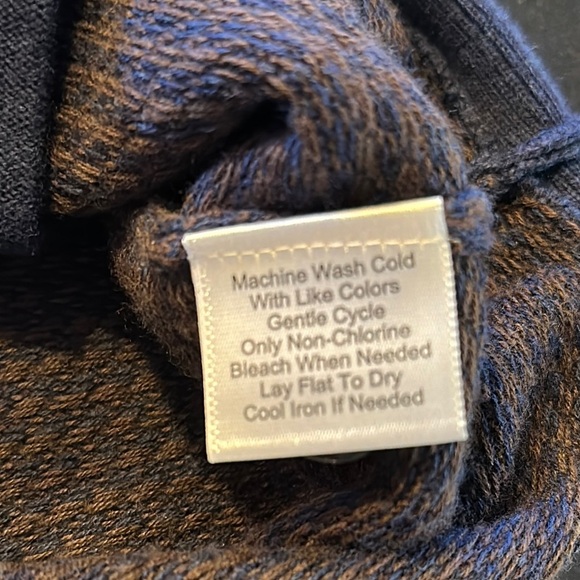 Machine Wash Cold
With Like Colors
Gentle Cycle
Only Non-Chlorine
Bleach When Needed
Lay Flat To Dry
Cool Iron If Needed